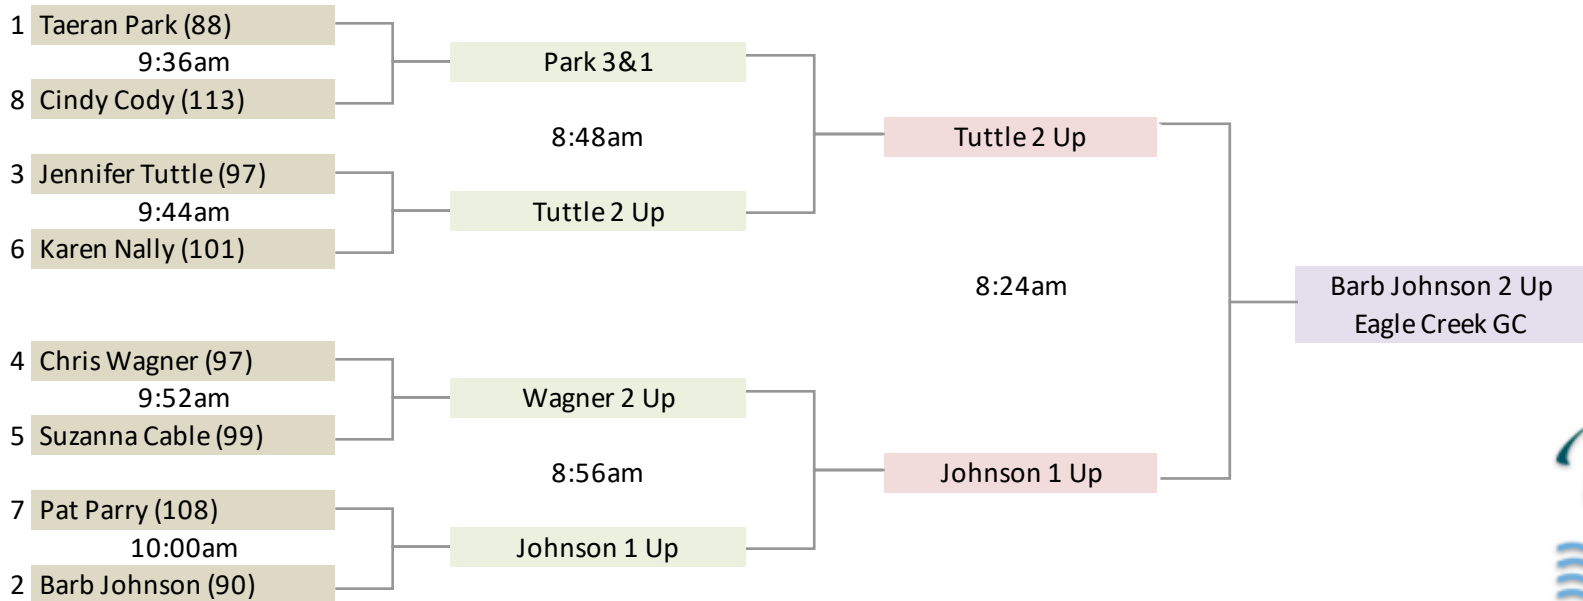 1 Taeran Park (88)
9:36am
8 Cindy Cody (113)
Park 3&1
8:48am
3 Jennifer Tuttle (97)
9:44am
6 Karen Nally (101)
Tuttle 2 Up
Tuttle 2 Up
8:24am
Barb Johnson 2 Up
Eagle Creek GC
4 Chris Wagner (97)
9:52am
5 Suzanna Cable (99)
Wagner 2 Up
8:56am
Johnson 1 Up
7 Pat Parry (108)
10:00am
2 Barb Johnson (90)
Johnson 1 Up